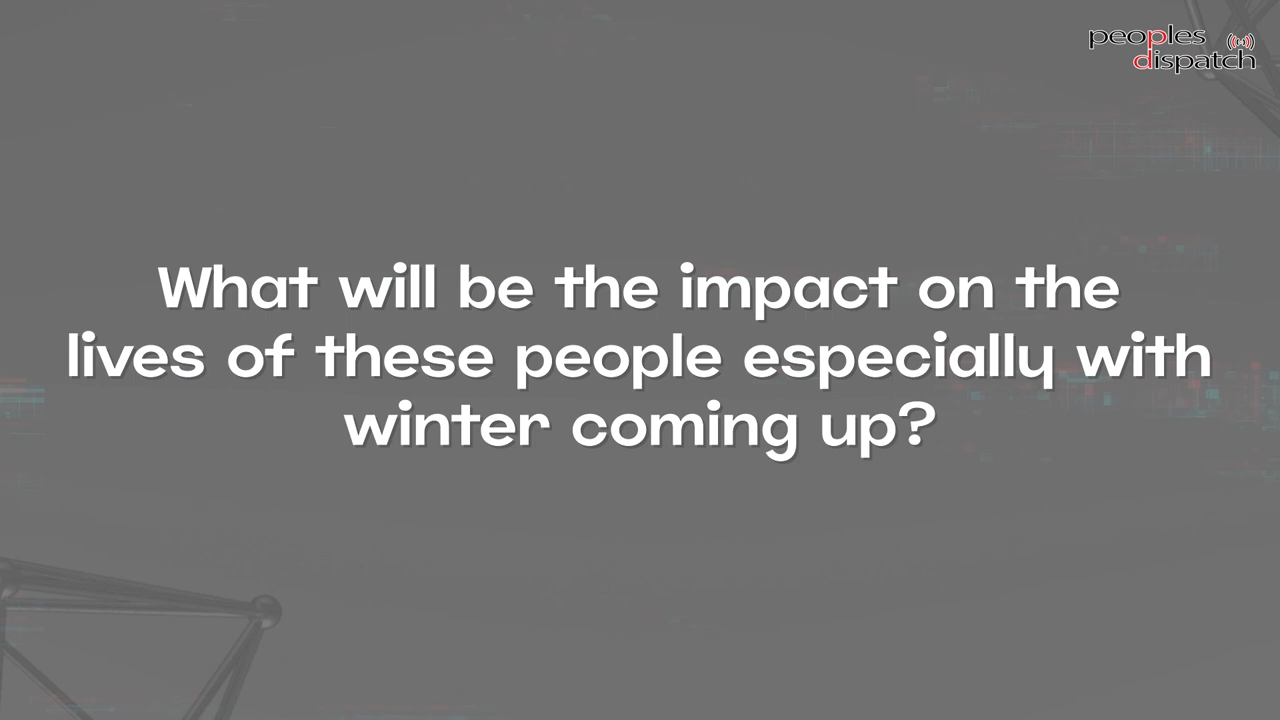 peoples
dispatch
What will be the impact on the
lives of these people especially with
winter coming up?